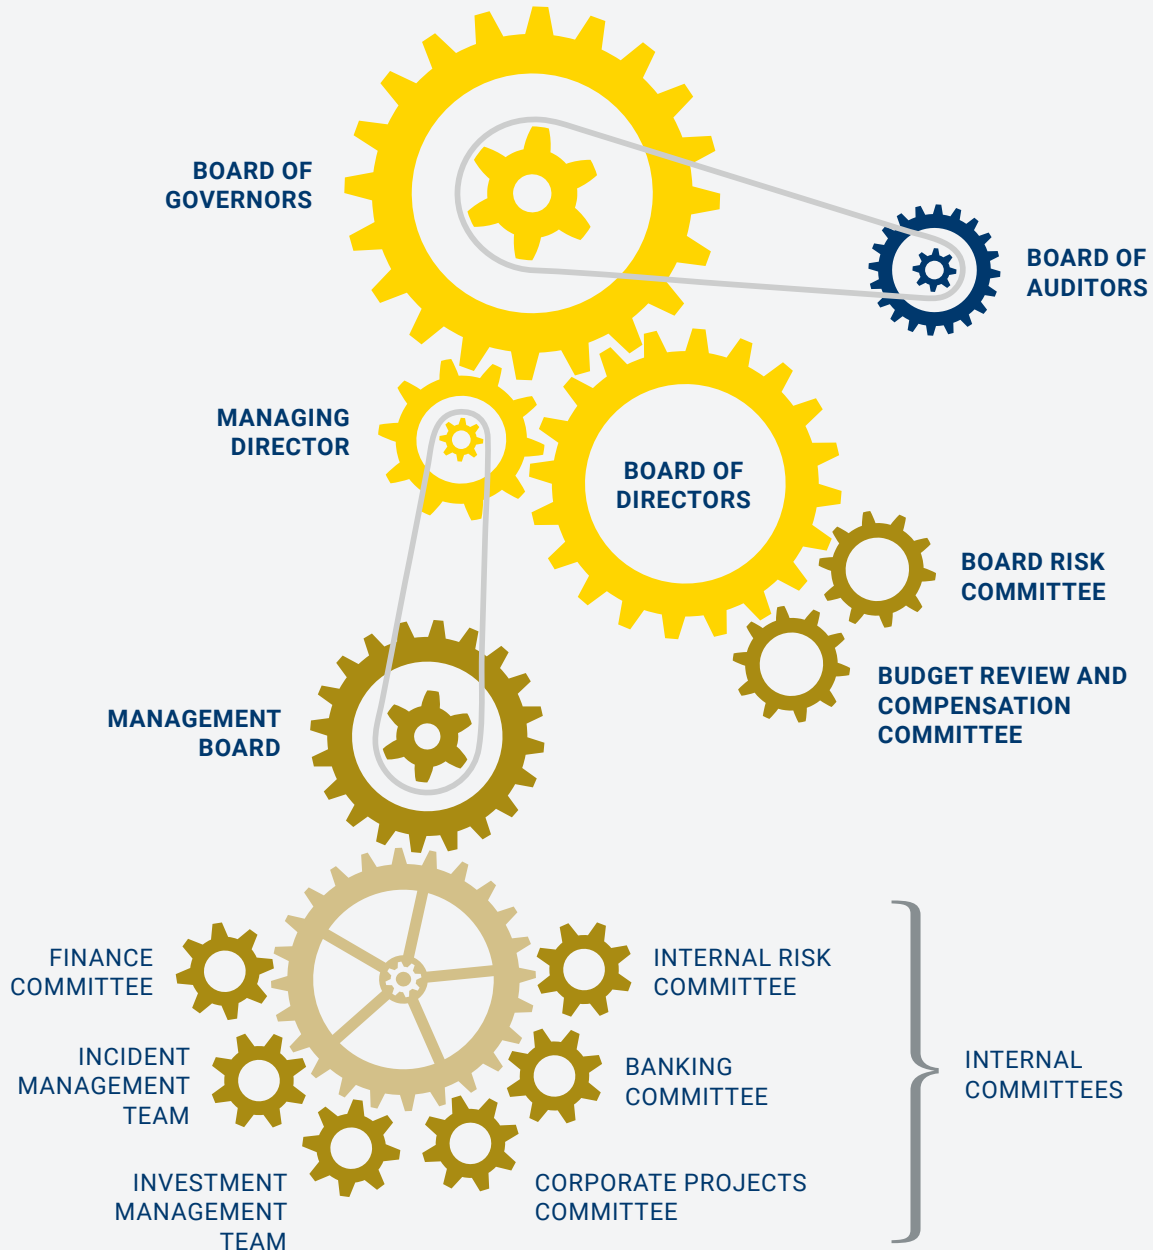 BOARD OF
GOVERNORS
BOARD OF
AUDITORS
MANAGING
DIRECTOR
BOARD OF
DIRECTORS
BOARD RISK
COMMITTEE
BUDGET REVIEW AND
COMPENSATION
COMMITTEE
MANAGEMENT
BOARD
FINANCE
COMMITTEE
INTERNAL RISK
COMMITTEE
INCIDENT
MANAGEMENT
TEAM
BANKING
COMMITTEE
INTERNAL
COMMITTEES
INVESTMENT
MANAGEMENT
TEAM
CORPORATE PROJECTS
COMMITTEE